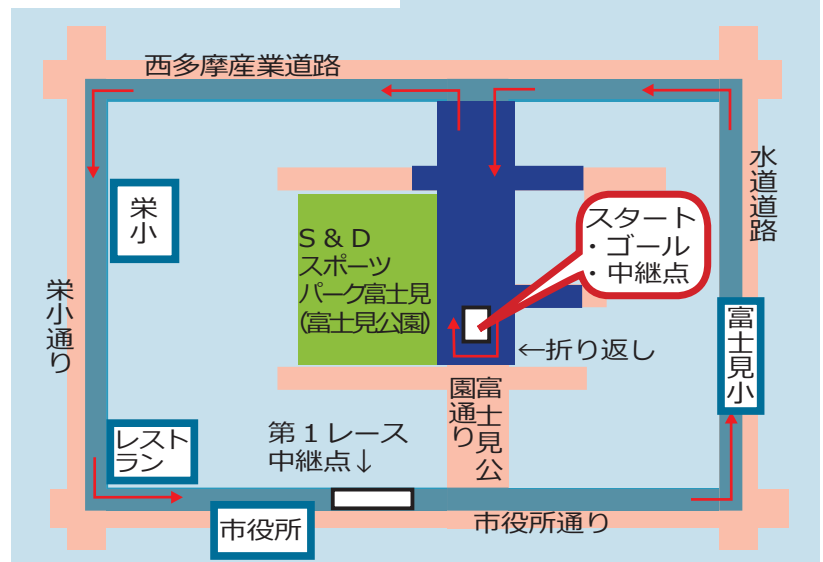 西多摩産業道路
水道道路
栄小
スタート
・ゴール
・中継点
S & D
スポーツ
パーク富士見
(富士見公園)
栄小通り
←折り返し
富士見小
富士見公
園通り
第1レース
中継点↓
レスト
ラン
市役所
市役所通り